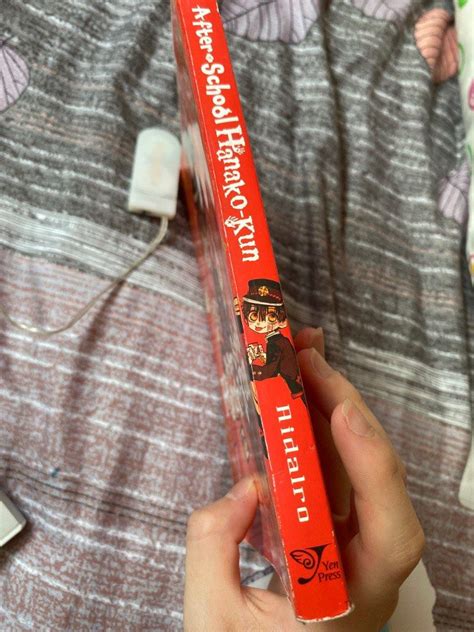 After-School Hanako-Kun
AidaIro
Yen
Press